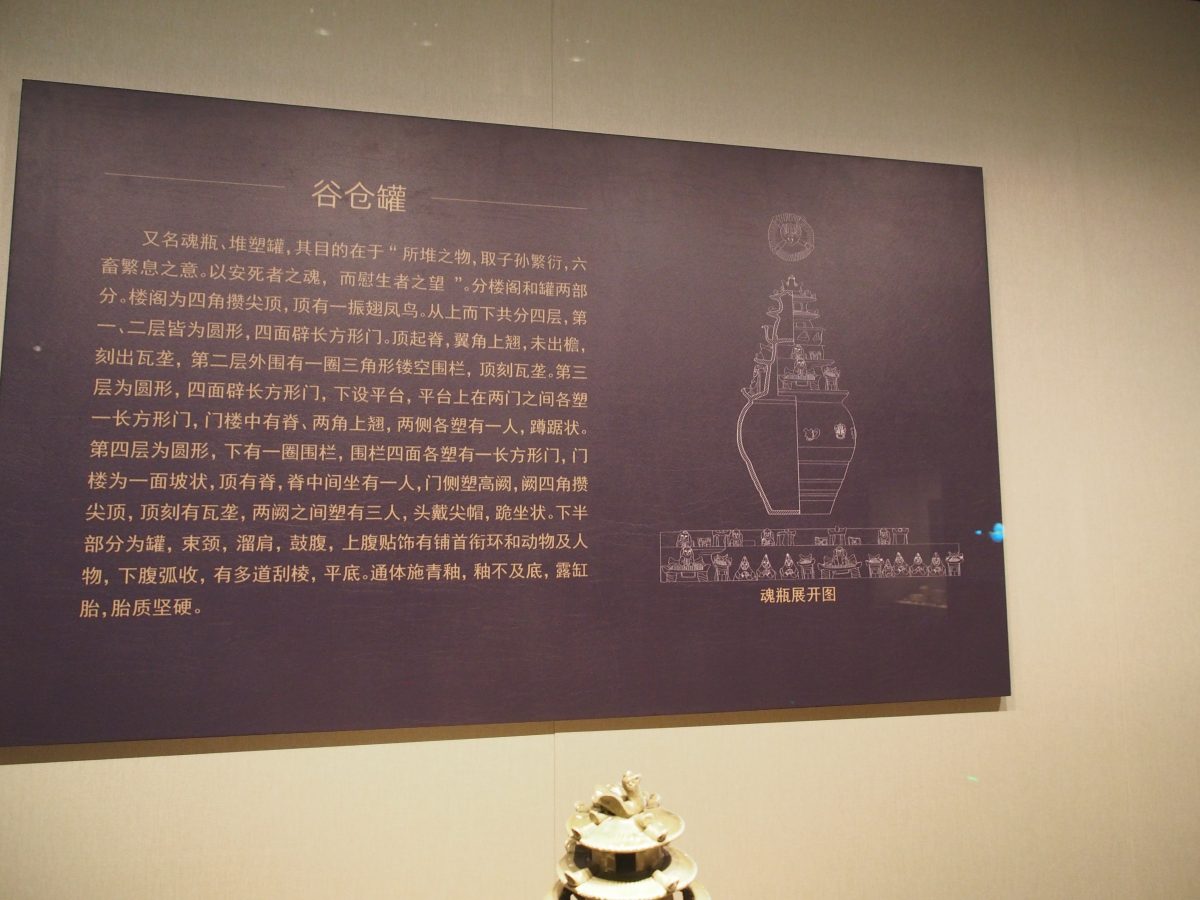 谷仓罐
又名魂瓶、堆塑罐，其目的在于“所堆之物，取子孙繁衍，六
畜繁息之意。以安死者之魂，而慰生者之望”。分楼阁和罐两部
分。楼阁为四角攒尖顶，顶有一振翅凤鸟。从上而下共分四层，第
一、二层皆为圆形，四面辟长方形门。顶起脊，翼角上翘，未出檐，
刻出瓦垄，第二层外围有一圈三角形镂空围栏，顶刻瓦垄。第三
层为圆形，四面辟长方形门，下设平台，平台上在两门之间各塑
一长方形门，门楼中有脊、两角上翘，两侧各塑有一人，蹲踞状。
第四层为圆形，下有一圈围栏，围栏四面各塑有一长方形门，门
楼为一面坡状，顶有脊，脊中间坐有一人，门侧塑高阙，阙四角攒
尖顶，顶刻有瓦垄，两阙之间塑有三人，头戴尖帽，跪坐状。下半
部分为罐，束颈，溜肩，鼓腹，上腹贴饰有铺首衔环和动物及人
物，下腹弧收，有多道刮棱，平底。通体施青釉，釉不及底，露缸
胎，胎质坚硬。
魂瓶展开图